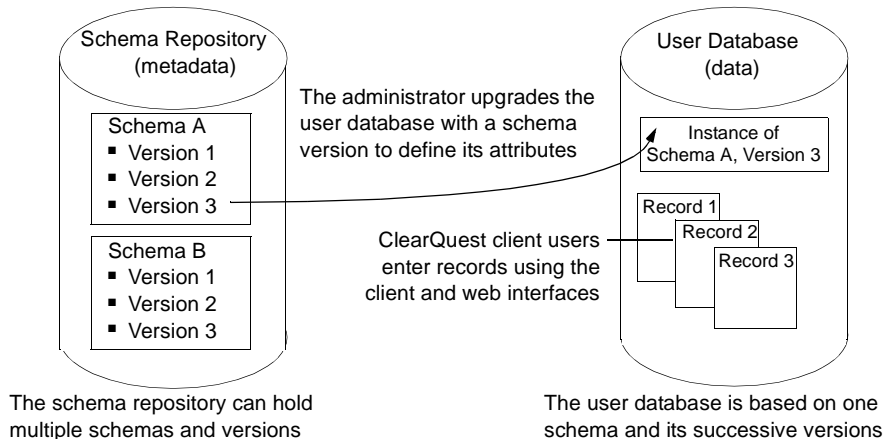 Schema Repository
(metadata)
User Database
(data)
The administrator upgrades the
user database with a schema
version to define its attributes
Schema A
▪ Version 1
▪ Version 2
▪ Version 3
Instance of
Schema A, Version 3
Schema B
▪ Version 1
▪ Version 2
▪ Version 3
ClearQuest client users
enter records using the
client and web interfaces
Record 1
Record 2
Record 3
The schema repository can hold
multiple schemas and versions
The user database is based on one
schema and its successive versions